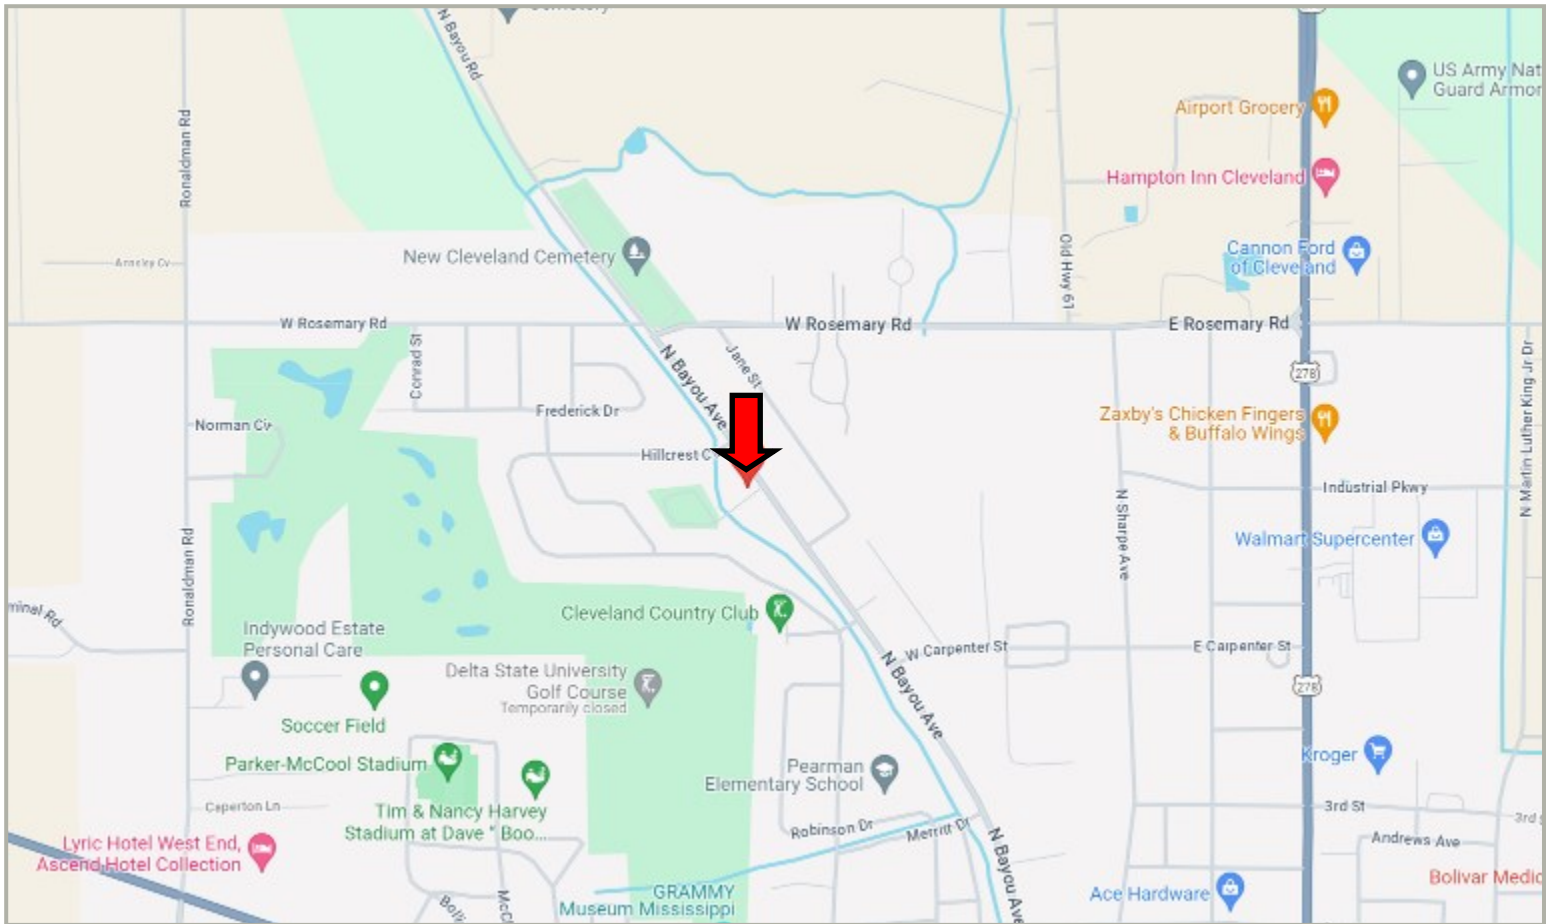 N Bayou Rd
US Army Nat
Guard Armor
Airport Grocery
Ronaldman Rd
Hampton Inn Cleveland
New Cleveland Cemetery
Old Hwy 61
Cannon Ford
of Cleveland
W Rosemary Rd
W Rosemary Rd
E Rosemary Rd
Conrad St
N Bayou Ave
Jane St
278
N Martin Luther King Jr Dr
Frederick Dr
Norman Cir
Zaxby's Chicken Fingers
& Buffalo Wings
Hillcrest C
Industrial Pkwy
N Sharpe Ave
Walmart Supercenter
Ronaldman Rd
minal Rd
Cleveland Country Club
Indywood Estate
Personal Care
W Carpenter St
E Carpenter St
Delta State University
Golf Course
Temporarily closed
N Bayou Ave
278
Soccer Field
Parker-McCool Stadium
Pearman
Elementary School
Kroger
Caperton Ln
Tim & Nancy Harvey
Stadium at Dave " Boo...
3rd St
3rd
Robinson Dr
Merritt Dr
Andrews Ave
Lyric Hotel West End,
Ascend Hotel Collection
N Bayou Ave
Bolivar Medic
GRAMMY
Museum Mississippi
Ace Hardware